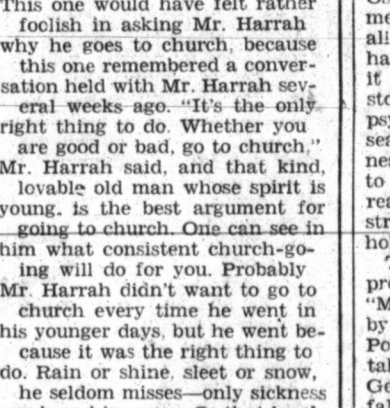 This one would have felt rather
foolish in asking Mr. Harrah
why he goes to church, because
this one remembered a conver-
sation held with Mr. Harrah sev-
eral weeks ago. "It's the only
right thing to do. Whether you
are good or bad, go to church,"
Mr. Harrah said, and that kind,
lovable old man whose spirit is
young, is the best argument for
going to church. One can see in
him what consistent church-go-
ing will do for you. Probably
Mr. Harrah didn't want to go to
church every time he went in
his younger days, but he went be-
cause it was the right thing to
do. Rain or shine, sleet or snow,
he seldom misses—only sickness